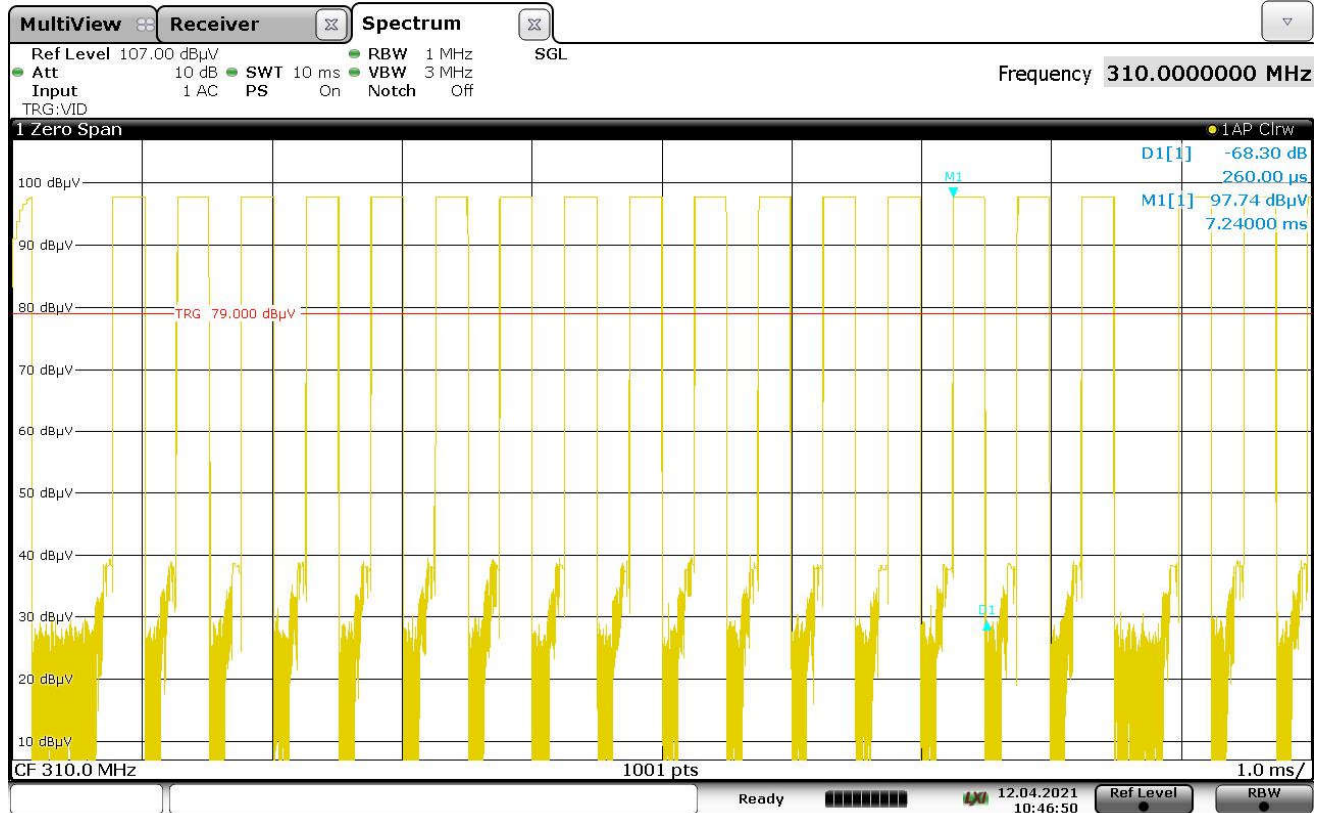 MultiView Receiver Spectrum
Ref Level 107.00 dBµV RBW 1 MHz SGL
Att 10 dB SWT 10 ms VBW 3 MHz
Input 1 AC PS On Notch Off
TRG:VID
Frequency 310.0000000 MHz
1 Zero Span 1AP Clrw
D1[1] -68.30 dB
260.00 µs
M1[1] 97.74 dBµV
7.24000 ms
M1
100 dBµV
90 dBµV
80 dBµV
TRG 79.000 dBµV
70 dBµV
60 dBµV
50 dBµV
40 dBµV
30 dBµV
D1
20 dBµV
10 dBµV
CF 310.0 MHz 1001 pts 1.0 ms/
Ready LXI 12.04.2021 Ref Level RBW
10:46:50